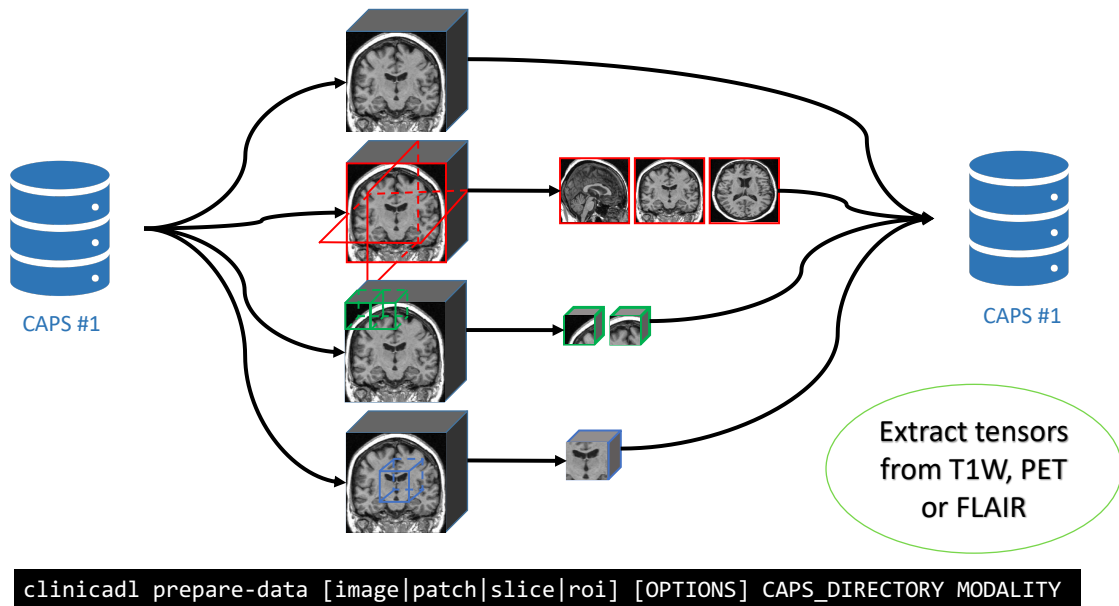 CAPS #1
CAPS #1
Extract tensors
from T1W, PET
or FLAIR
clinicadl prepare-data [image|patch|slice|roi] [OPTIONS] CAPS_DIRECTORY MODALITY